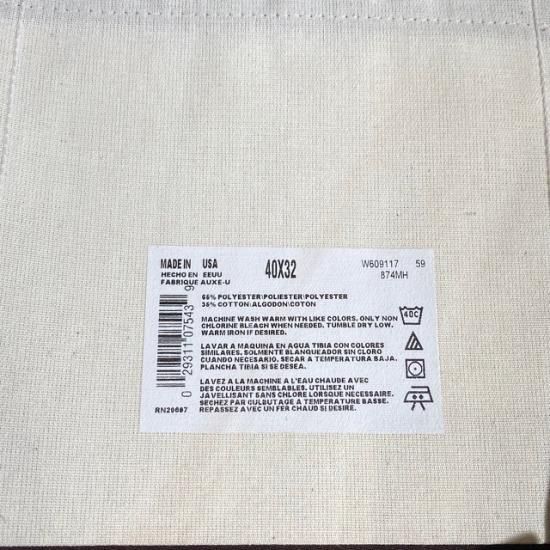 MADE IN USA 40X32 W609117 59
HECHO EN EEUU 874MH
FABRIQUE AUXE-U
65% POLYESTER\POLIESTER\POLYESTER
35% COTTON\ALGODON\COTON
MACHINE WASH WARM WITH LIKE COLORS. ONLY NON
CHLORINE BLEACH WHEN NEEDED. TUMBLE DRY LOW.
WARM IRON IF DESIRED.
LAVAR A MAQUINA EN AGUA TIBIA CON COLORES
SIMILARES. SOLMENTE BLANQUEADOR SIN CLORO
CUANDO NECESARIO. SECAR A TEMPERATURA BAJA.
PLANCHA TIBIA SI SE DESEA.
LAVEZ A LA MACHINE A L'EAU CHAUDE AVEC
DES COULEURS SEMBLABLES. UTILISEZ UN
JAVELLISANT SANS CHLORE LORSQUE NECESSAIRE.
SECHEZ PAR CULBUTAGE A TEMPERATURE BASSE.
REPASSEZ AVEC UN FER CHAUD SI DESIRE.
0 29311 07543 9
RN20697
40C